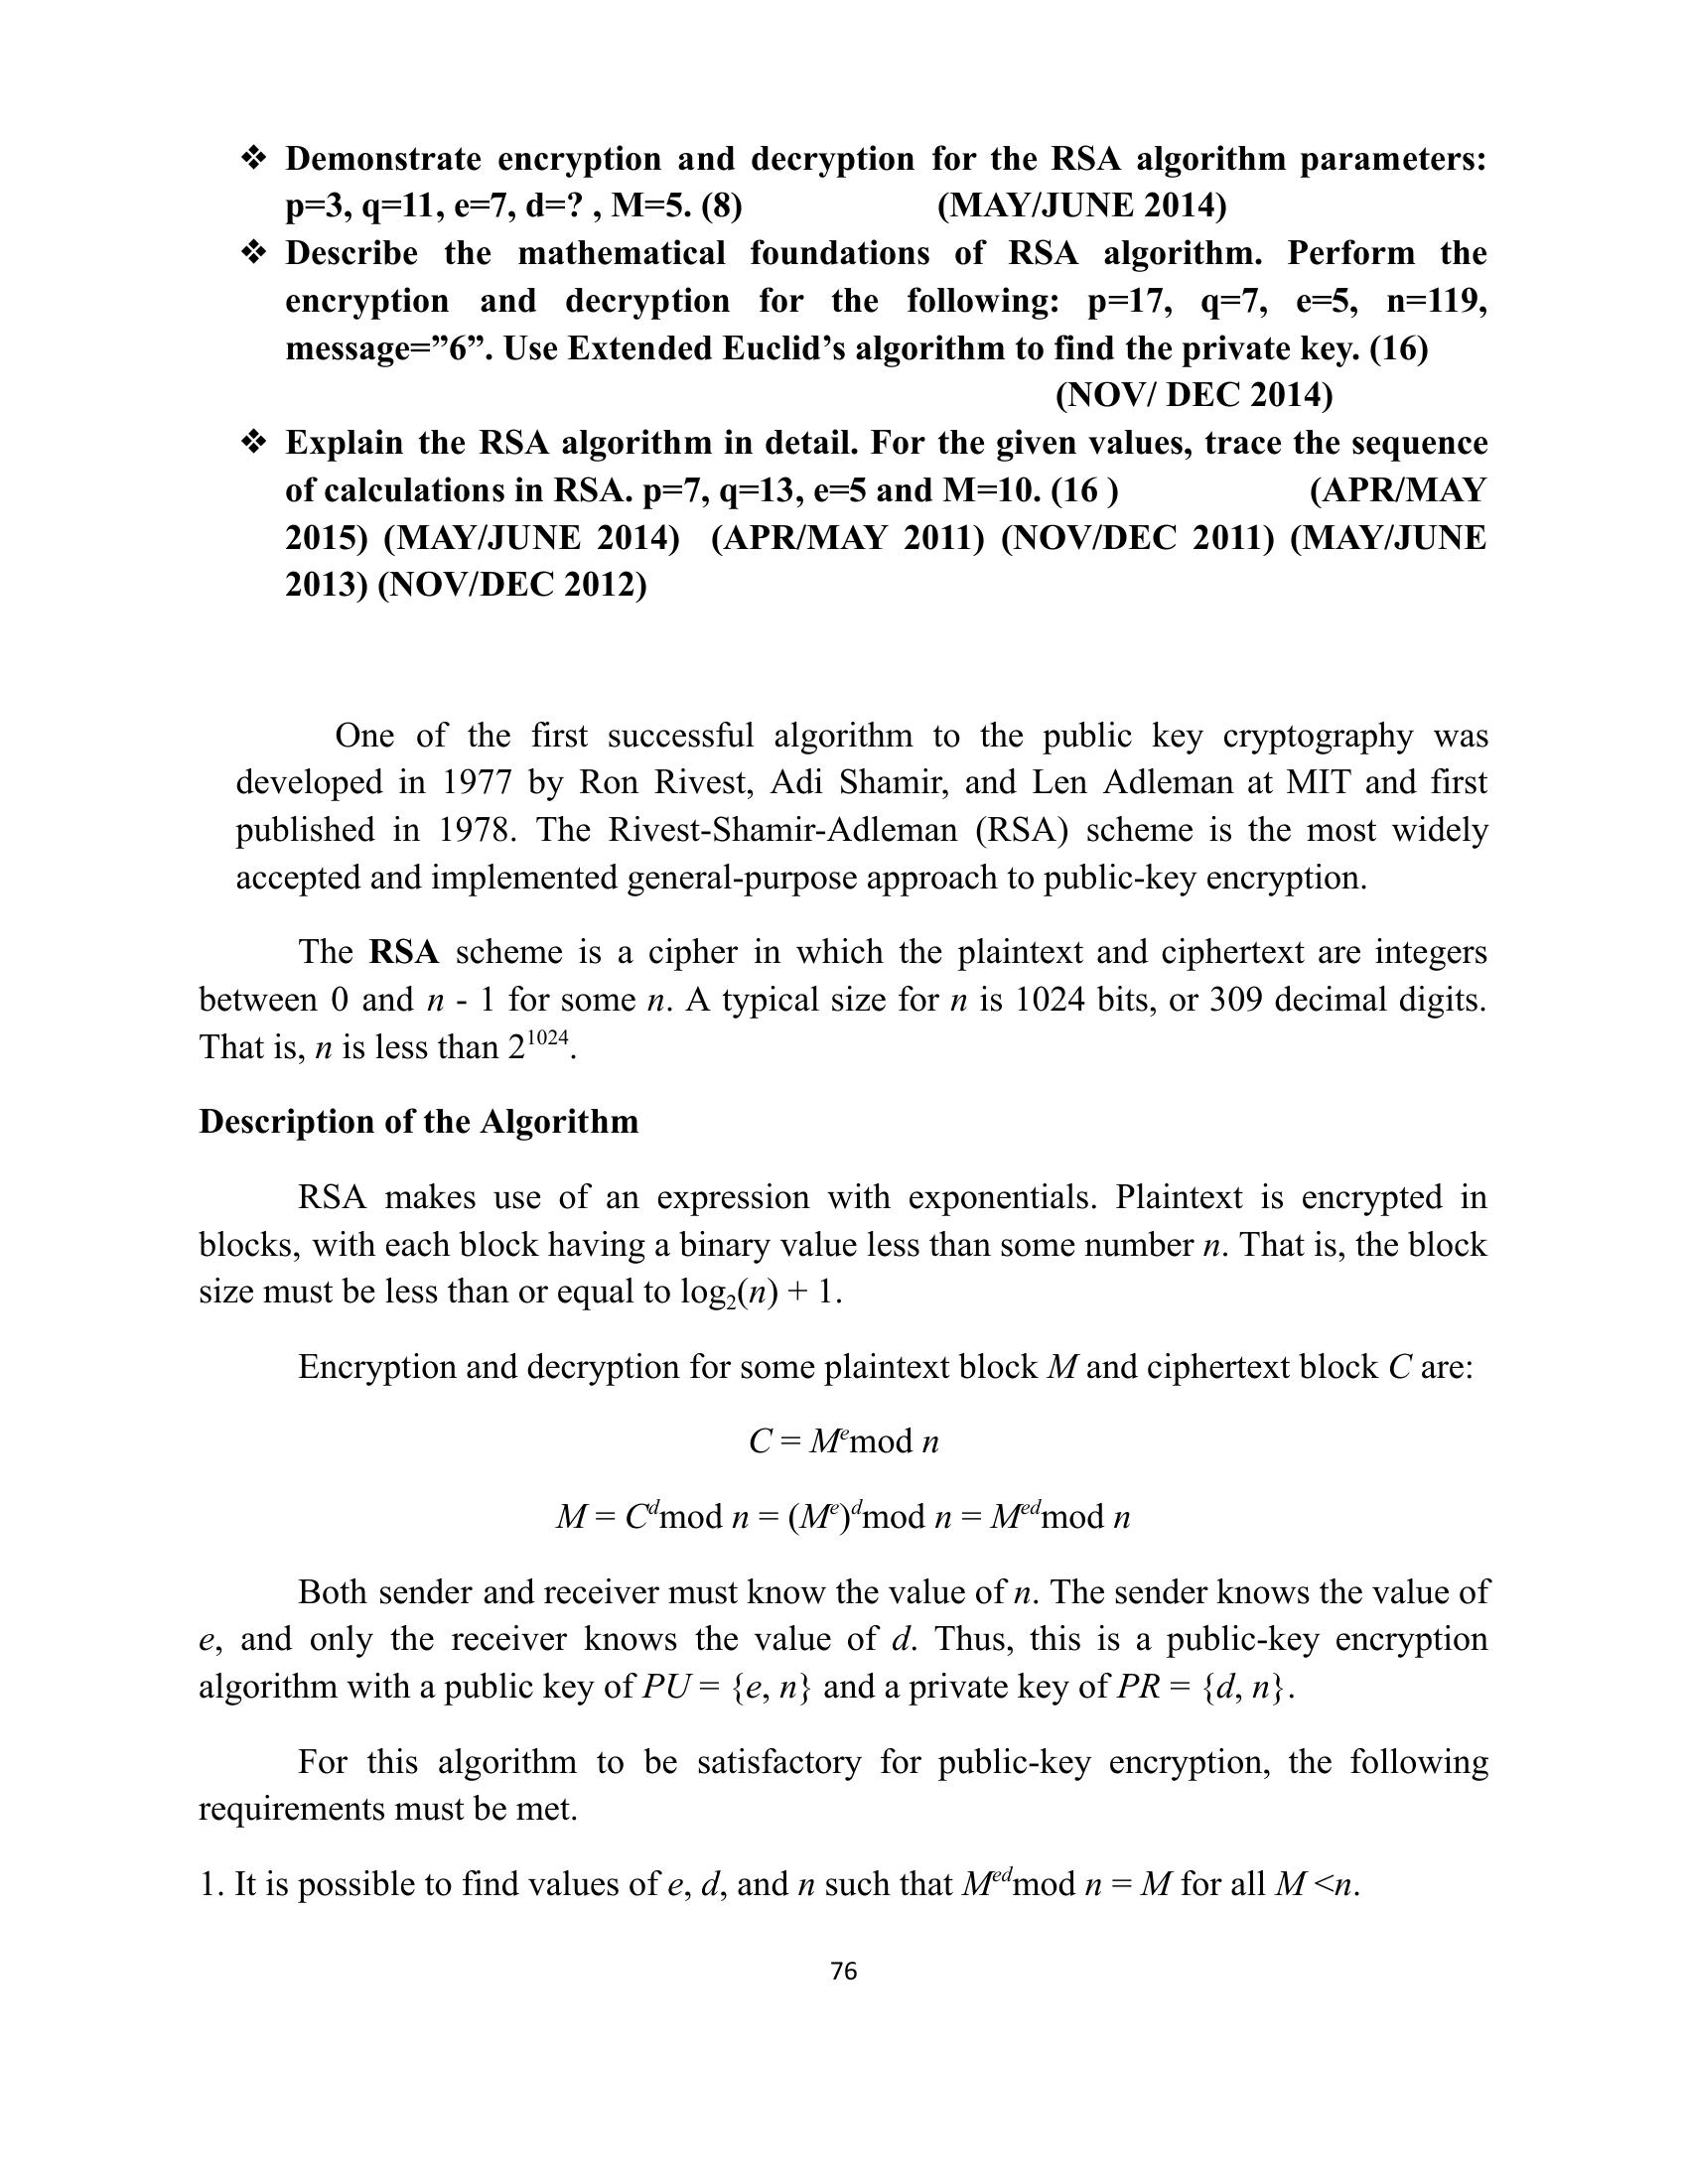 ❖ Demonstrate encryption and decryption for the RSA algorithm parameters:
p=3, q=11, e=7, d=? , M=5. (8) (MAY/JUNE 2014)
❖ Describe the mathematical foundations of RSA algorithm. Perform the
encryption and decryption for the following: p=17, q=7, e=5, n=119,
message=”6”. Use Extended Euclid’s algorithm to find the private key. (16)
(NOV/ DEC 2014)
❖ Explain the RSA algorithm in detail. For the given values, trace the sequence
of calculations in RSA. p=7, q=13, e=5 and M=10. (16 ) (APR/MAY
2015) (MAY/JUNE 2014) (APR/MAY 2011) (NOV/DEC 2011) (MAY/JUNE
2013) (NOV/DEC 2012)
One of the first successful algorithm to the public key cryptography was
developed in 1977 by Ron Rivest, Adi Shamir, and Len Adleman at MIT and first
published in 1978. The Rivest-Shamir-Adleman (RSA) scheme is the most widely
accepted and implemented general-purpose approach to public-key encryption.
The RSA scheme is a cipher in which the plaintext and ciphertext are integers
between 0 and n - 1 for some n. A typical size for n is 1024 bits, or 309 decimal digits.
That is, n is less than 2^1024.
Description of the Algorithm
RSA makes use of an expression with exponentials. Plaintext is encrypted in
blocks, with each block having a binary value less than some number n. That is, the block
size must be less than or equal to log₂(n) + 1.
Encryption and decryption for some plaintext block M and ciphertext block C are:
C = M^e mod n
M = C^d mod n = (M^e)^d mod n = M^ed mod n
Both sender and receiver must know the value of n. The sender knows the value of
e, and only the receiver knows the value of d. Thus, this is a public-key encryption
algorithm with a public key of PU = {e, n} and a private key of PR = {d, n}.
For this algorithm to be satisfactory for public-key encryption, the following
requirements must be met.
1. It is possible to find values of e, d, and n such that M^ed mod n = M for all M <n.
76